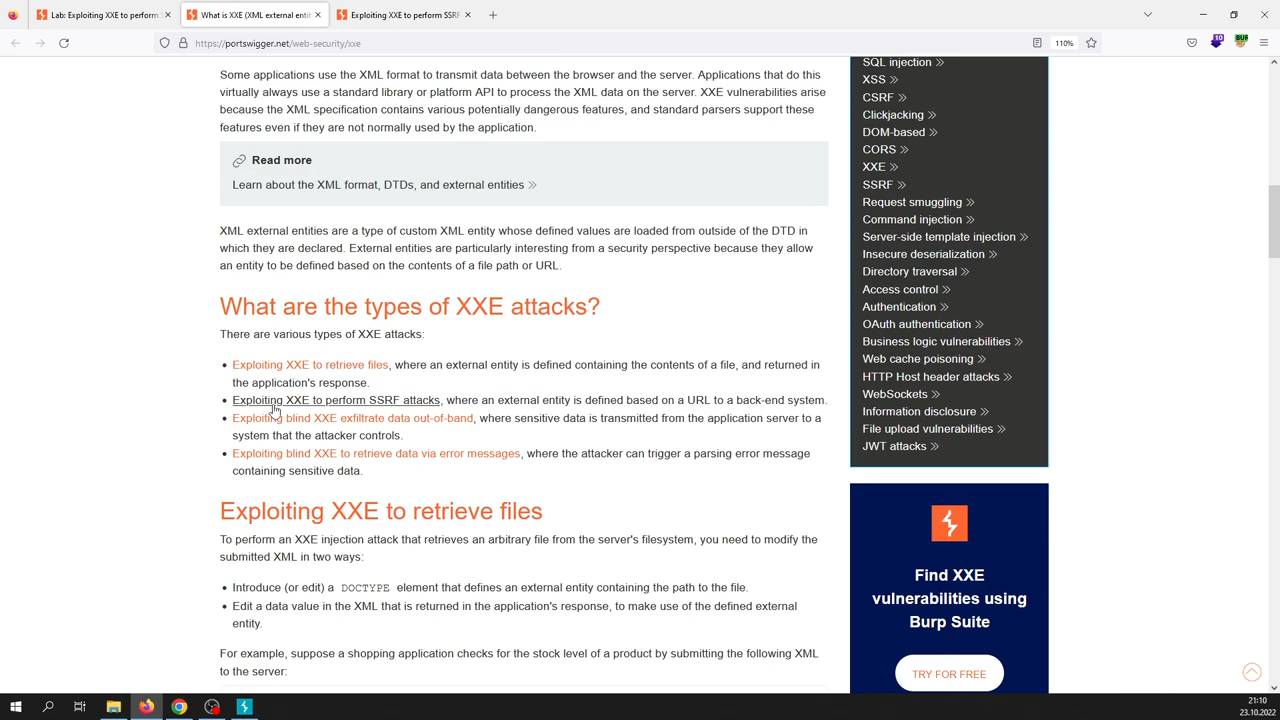 Lab: Exploiting XXE to perform
What is XXE (XML external entit
Exploiting XXE to perform SSRF
https://portswigger.net/web-security/xxe
110%
10
BUR
Some applications use the XML format to transmit data between the browser and the server. Applications that do this
virtually always use a standard library or platform API to process the XML data on the server. XXE vulnerabilities arise
because the XML specification contains various potentially dangerous features, and standard parsers support these
features even if they are not normally used by the application.
Read more
Learn about the XML format, DTDs, and external entities
XML external entities are a type of custom XML entity whose defined values are loaded from outside of the DTD in
which they are declared. External entities are particularly interesting from a security perspective because they allow
an entity to be defined based on the contents of a file path or URL.
What are the types of XXE attacks?
There are various types of XXE attacks:
• Exploiting XXE to retrieve files, where an external entity is defined containing the contents of a file, and returned in
the application's response.
• Exploiting XXE to perform SSRF attacks, where an external entity is defined based on a URL to a back-end system.
• Exploiting blind XXE exfiltrate data out-of-band, where sensitive data is transmitted from the application server to a
system that the attacker controls.
• Exploiting blind XXE to retrieve data via error messages, where the attacker can trigger a parsing error message
containing sensitive data.
Exploiting XXE to retrieve files
To perform an XXE injection attack that retrieves an arbitrary file from the server's filesystem, you need to modify the
submitted XML in two ways:
• Introduce (or edit) a DOCTYPE element that defines an external entity containing the path to the file.
• Edit a data value in the XML that is returned in the application's response, to make use of the defined external
entity.
For example, suppose a shopping application checks for the stock level of a product by submitting the following XML
to the server:
SQL injection
XSS
CSRF
Clickjacking
DOM-based
CORS
XXE
SSRF
Request smuggling
Command injection
Server-side template injection
Insecure deserialization
Directory traversal
Access control
Authentication
OAuth authentication
Business logic vulnerabilities
Web cache poisoning
HTTP Host header attacks
WebSockets
Information disclosure
File upload vulnerabilities
JWT attacks
Find XXE
vulnerabilities using
Burp Suite
TRY FOR FREE
21:10
23.10.2022